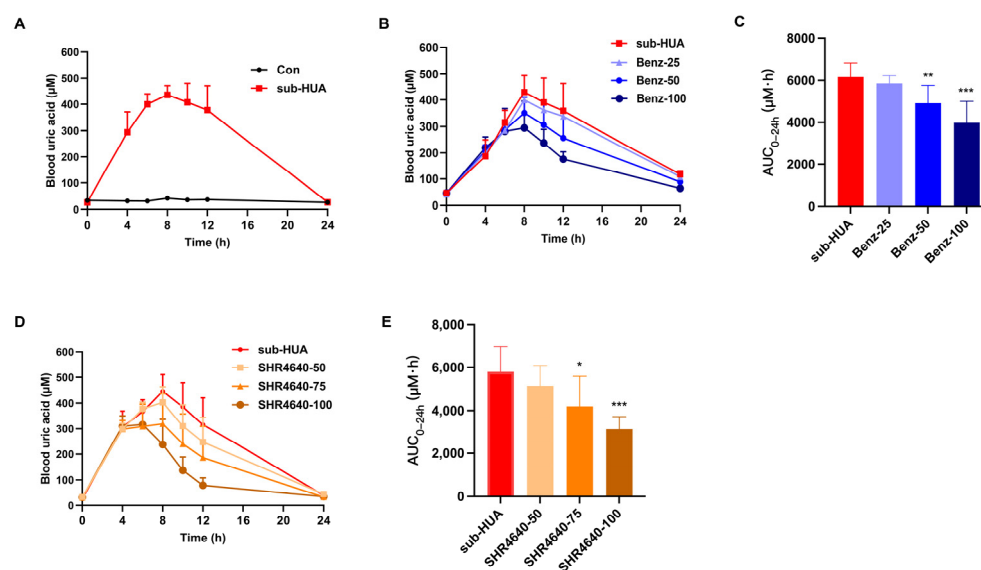 A
Blood uric acid (μM)
600
500
400
300
200
100
0
0 4 8 12 16 20 24
Time (h)
Con
sub-HUA
B
Blood uric acid (μM)
600
500
400
300
200
100
0
0 4 8 12 16 20 24
Time (h)
sub-HUA
Benz-25
Benz-50
Benz-100
C
AUC0–24h (μM·h)
8000
6000
4000
2000
0
**
***
sub-HUA
Benz-25
Benz-50
Benz-100
D
Blood uric acid (μM)
600
500
400
300
200
100
0
0 4 8 12 16 20 24
Time (h)
sub-HUA
SHR4640-50
SHR4640-75
SHR4640-100
E
AUC0–24h (μM·h)
8,000
6,000
4,000
2,000
0
*
***
sub-HUA
SHR4640-50
SHR4640-75
SHR4640-100